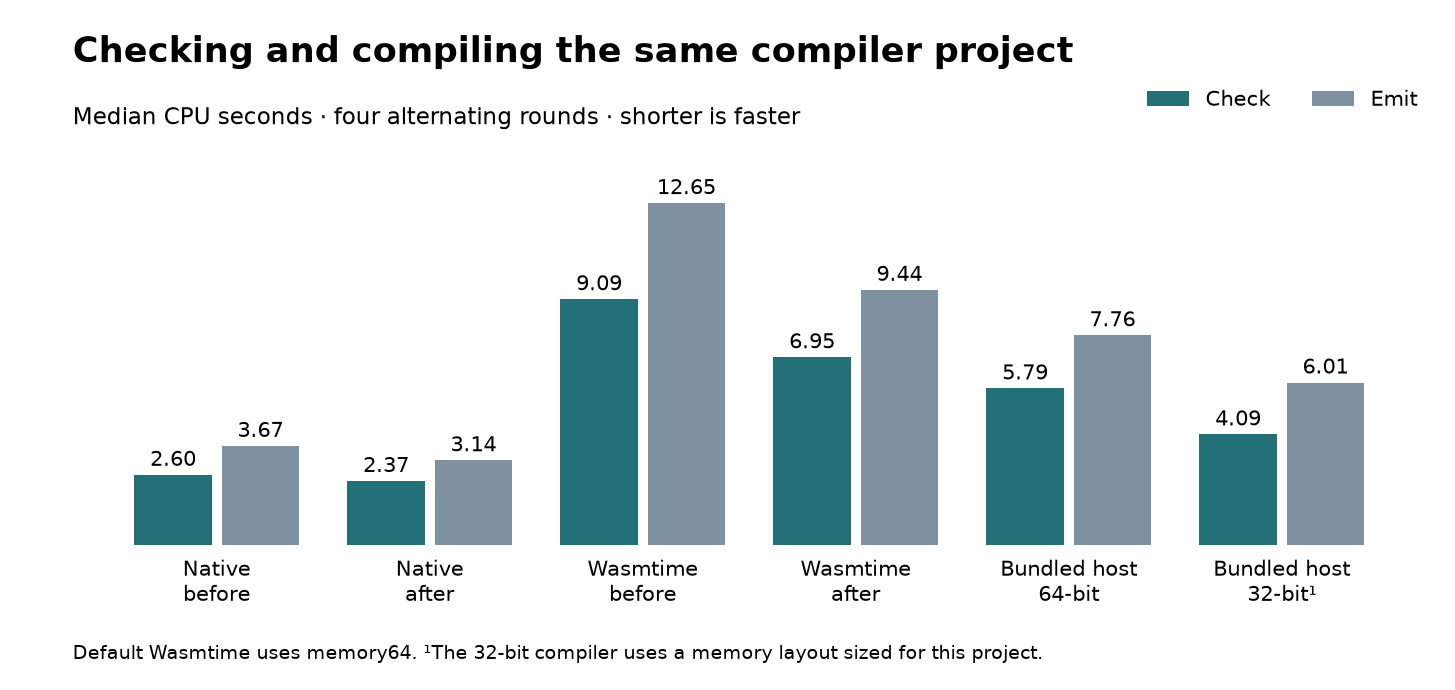 Checking and compiling the same compiler project
Median CPU seconds · four alternating rounds · shorter is faster
Check
Emit
2.60
3.67
2.37
3.14
9.09
12.65
6.95
9.44
5.79
7.76
4.09
6.01
Native
before
Native
after
Wasmtime
before
Wasmtime
after
Bundled host
64-bit
Bundled host
32-bit¹
Default Wasmtime uses memory64. ¹The 32-bit compiler uses a memory layout sized for this project.